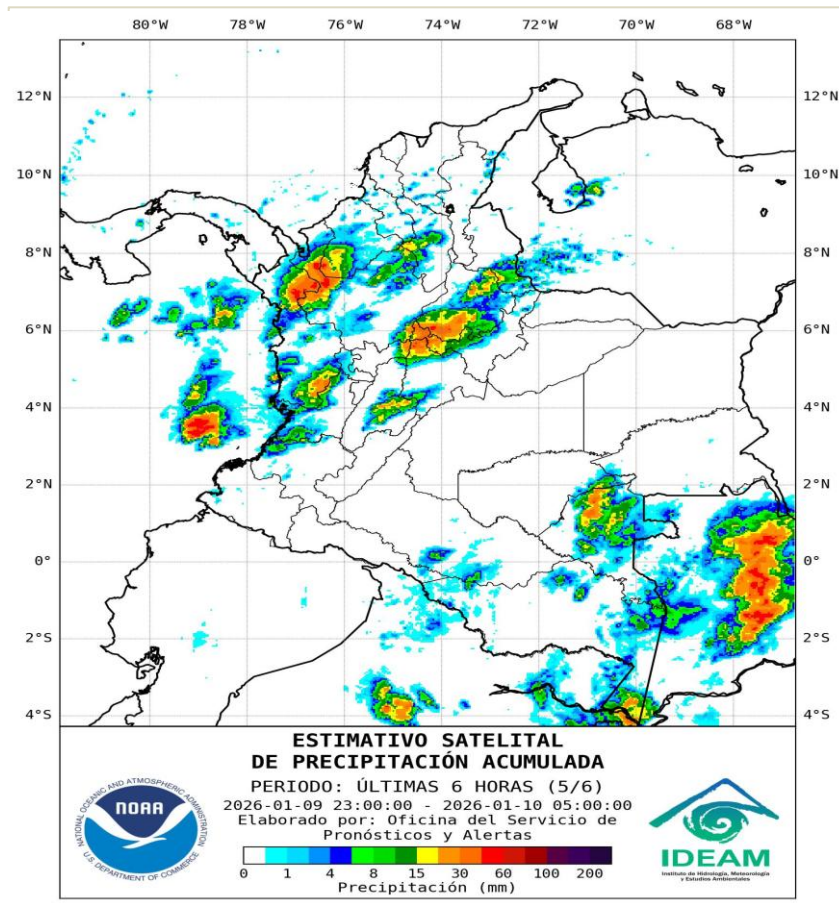 80°W 78°W 76°W 74°W 72°W 70°W 68°W
12°N
10°N
8°N
6°N
4°N
2°N
0°
2°S
4°S
12°N
10°N
8°N
6°N
4°N
2°N
0°
2°S
4°S
ESTIMATIVO SATELITAL
DE PRECIPITACIÓN ACUMULADA
PERIODO: ÚLTIMAS 6 HORAS (5/6)
2026-01-09 23:00:00 - 2026-01-10 05:00:00
Elaborado por: Oficina del Servicio de
Pronósticos y Alertas
0 1 4 8 15 30 60 100 200
Precipitación (mm)
NATIONAL OCEANIC AND ATMOSPHERIC ADMINISTRATION
NOAA
U.S. DEPARTMENT OF COMMERCE
IDEAM
Instituto de Hidrología, Meteorología
y Estudios Ambientales